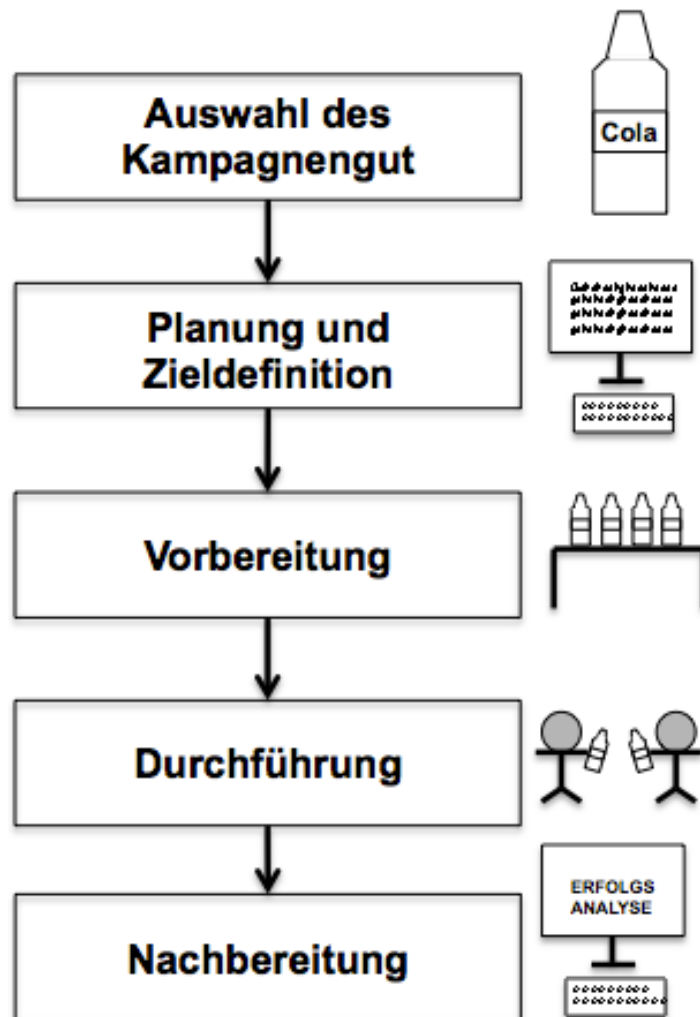 Auswahl des
Kampagnengut
Cola
Planung und
Zieldefinition
Vorbereitung
Durchführung
ERFOLGS
ANALYSE
Nachbereitung